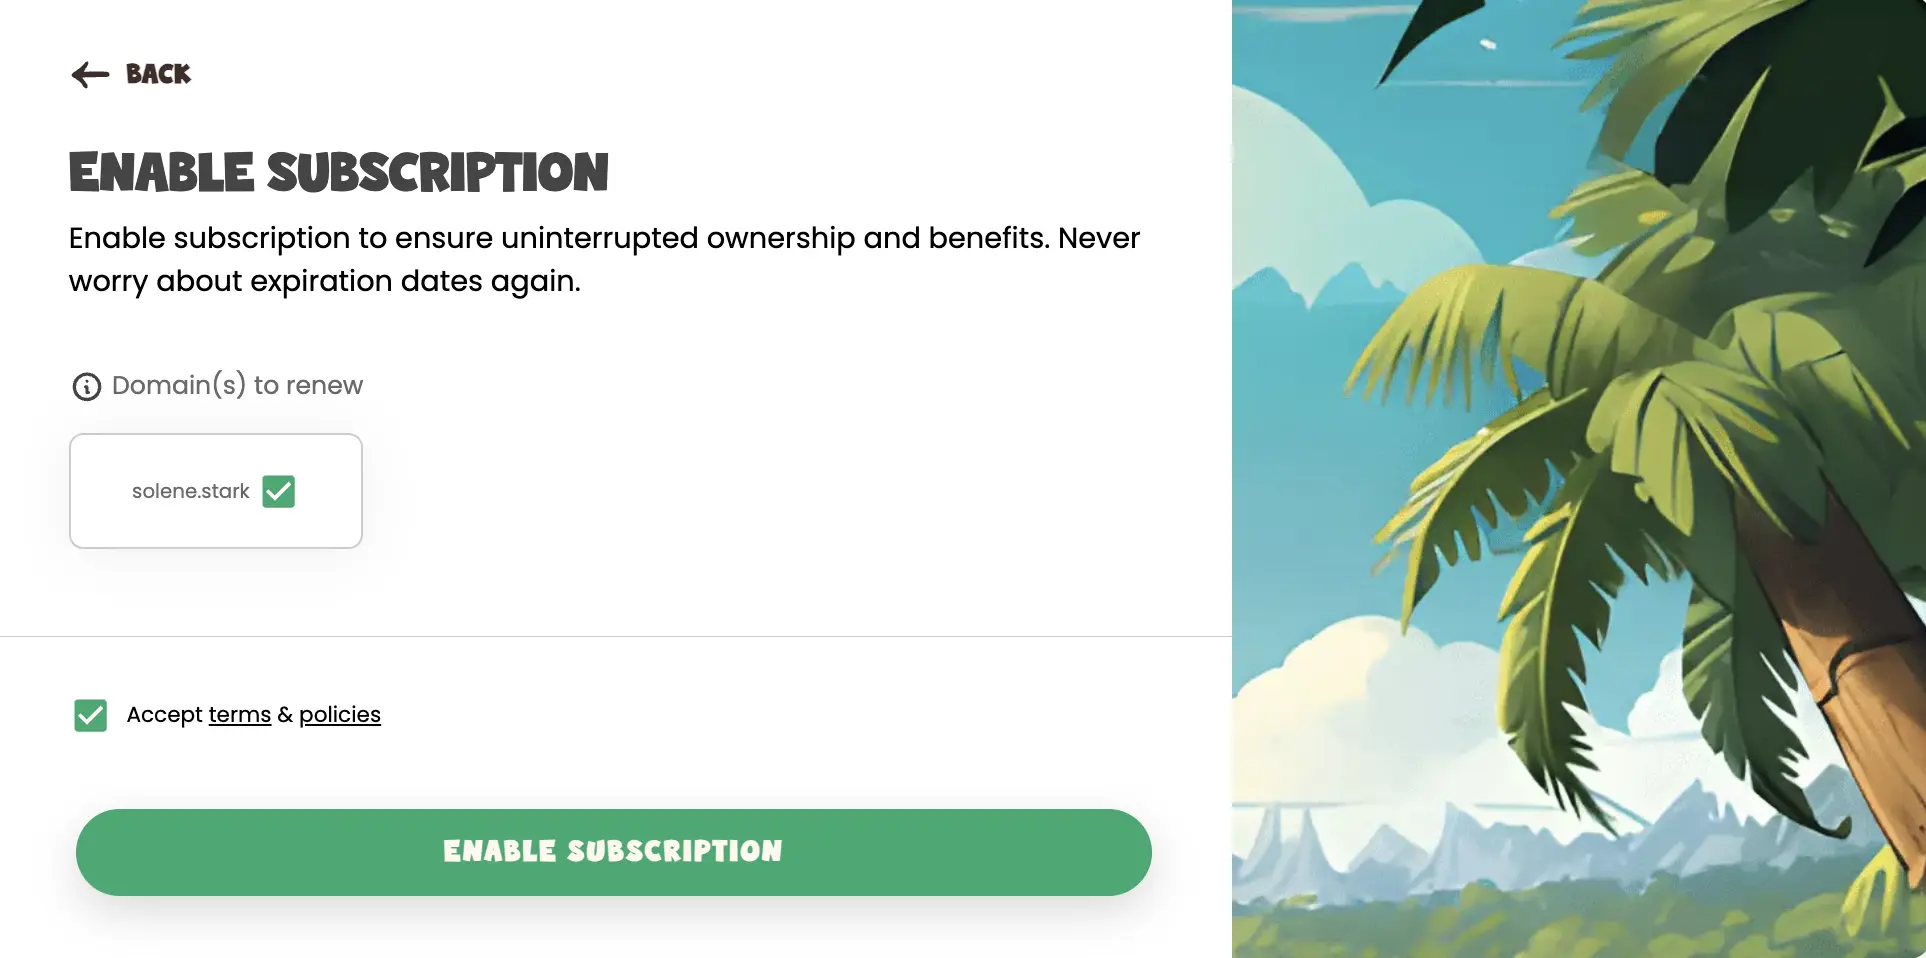 BACK
ENABLE SUBSCRIPTION
Enable subscription to ensure uninterrupted ownership and benefits. Never
worry about expiration dates again.
Domain(s) to renew
solene.stark
Accept terms & policies
ENABLE SUBSCRIPTION